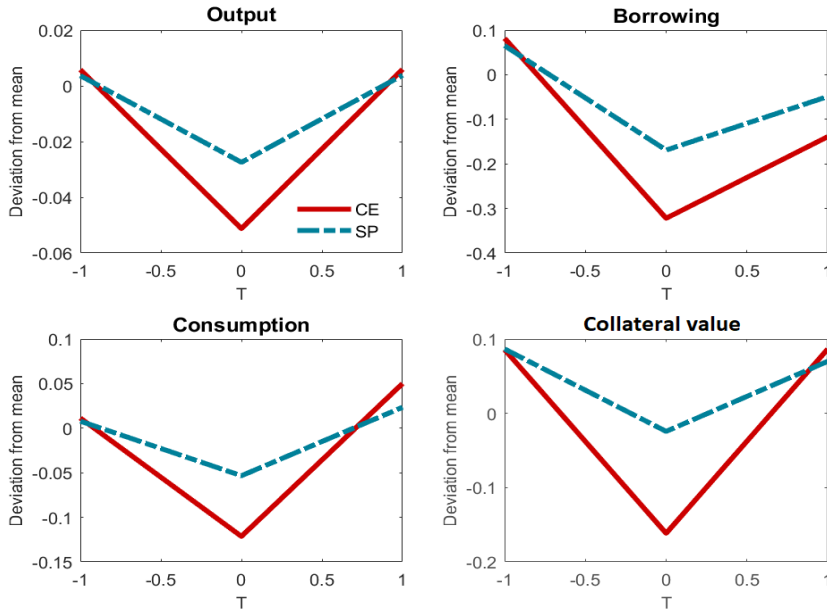 Output
Deviation from mean
0.02
0
-0.02
-0.04
-0.06
-1
-0.5
0
0.5
1
T
CE
SP
Borrowing
Deviation from mean
0.1
0
-0.1
-0.2
-0.3
-0.4
-1
-0.5
0
0.5
1
T
Consumption
Deviation from mean
0.1
0.05
0
-0.05
-0.1
-0.15
-1
-0.5
0
0.5
1
T
Collateral value
Deviation from mean
0.1
0
-0.1
-0.2
-1
-0.5
0
0.5
1
T